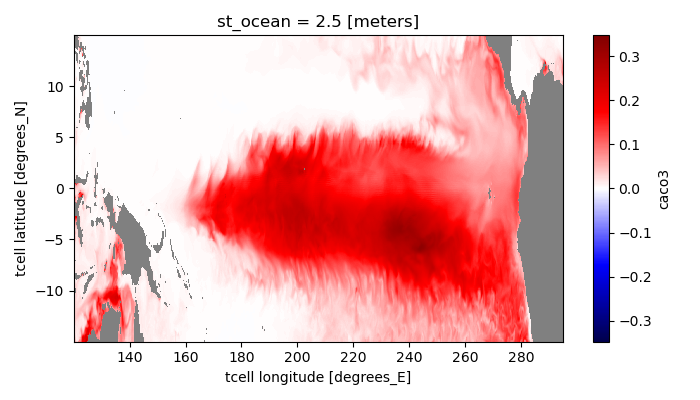 st_ocean = 2.5 [meters]
10
5
0
−5
−10
tcell latitude [degrees_N]
140 160 180 200 220 240 260 280
tcell longitude [degrees_E]
0.3
0.2
0.1
0.0
−0.1
−0.2
−0.3
caco3